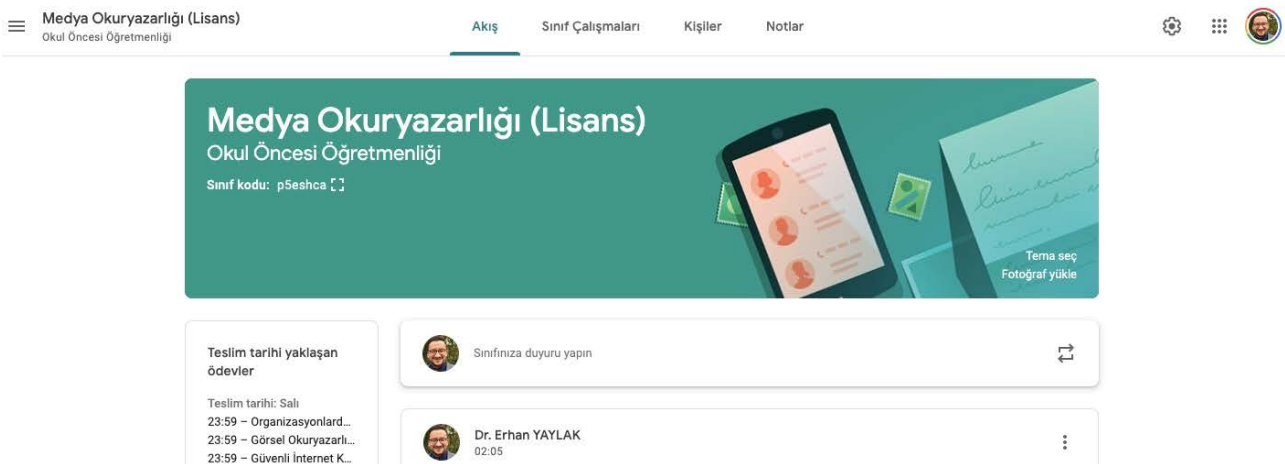 Medya Okuryazarlığı (Lisans)
Okul Öncesi Öğretmenliği
Akış
Sınıf Çalışmaları
Kişiler
Notlar
Medya Okuryazarlığı (Lisans)
Okul Öncesi Öğretmenliği
Sınıf kodu: p5eshca
Tema seç
Fotoğraf yükle
Teslim tarihi yaklaşan
ödevler
Teslim tarihi: Salı
23:59 – Organizasyonlard...
23:59 – Görsel Okuryazarlı...
23:59 – Güvenli İnternet K...
Sınıfınıza duyuru yapın
Dr. Erhan YAYLAK
02:05